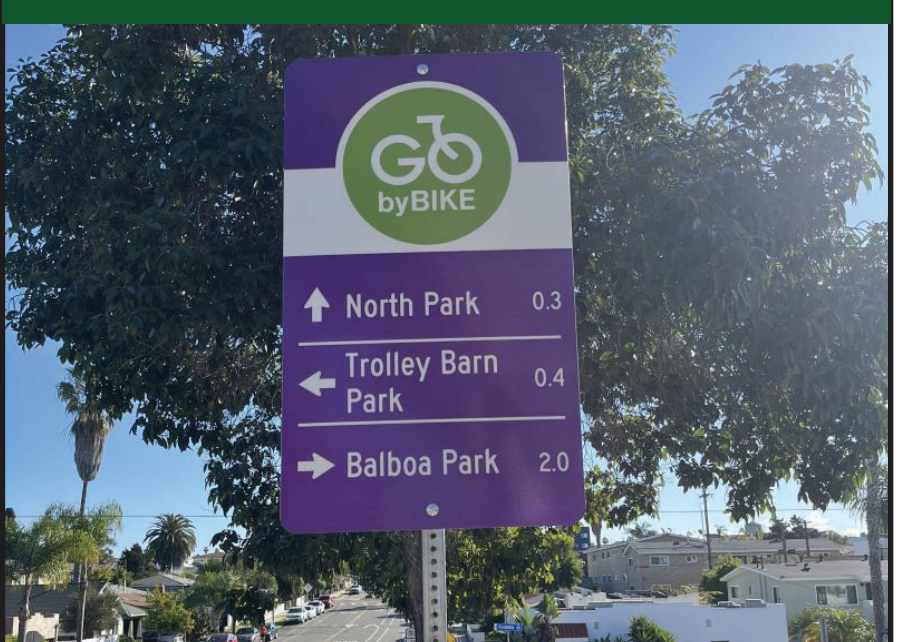 GO
byBIKE
↑ North Park 0.3
← Trolley Barn
Park 0.4
→ Balboa Park 2.0